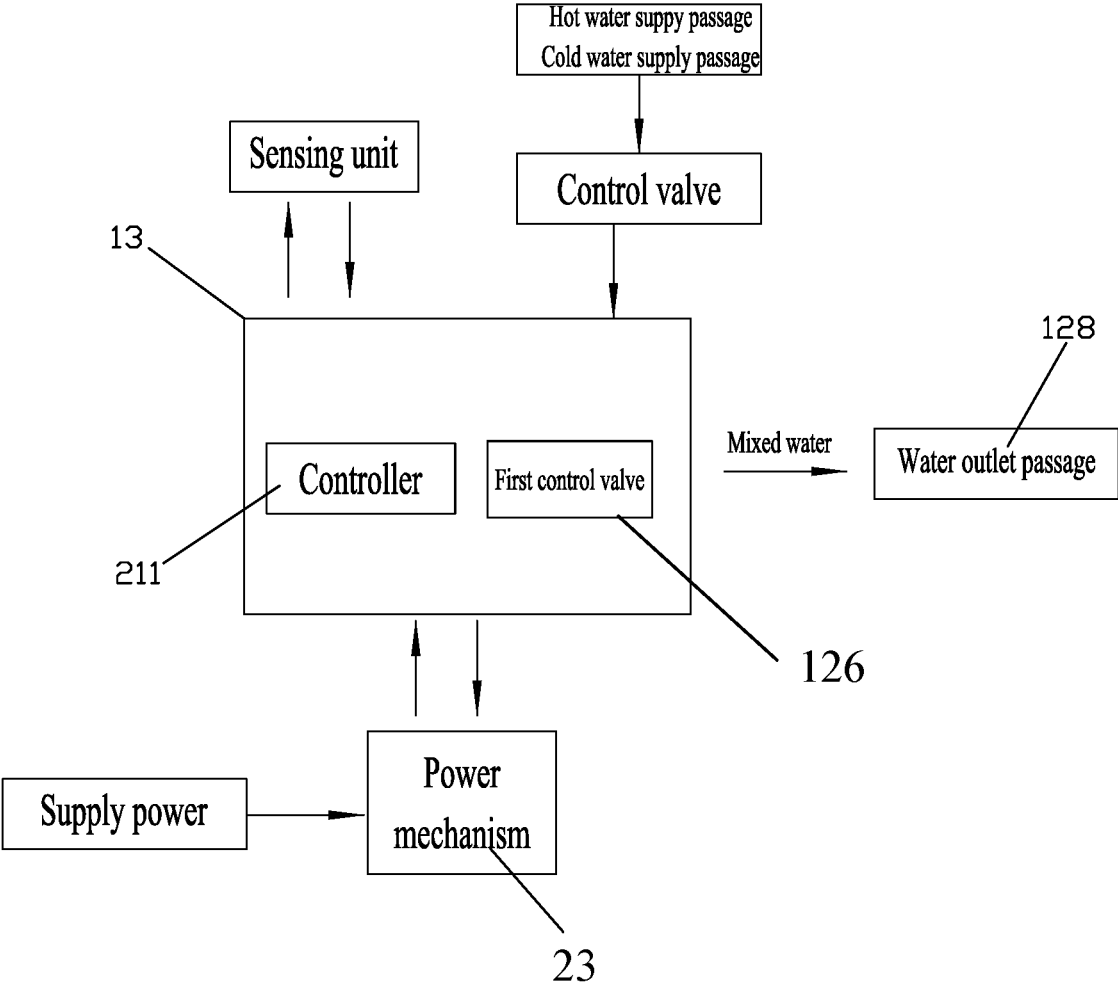 Hot water suppy passage
Cold water supply passage
Sensing unit
Control valve
13
128
Mixed water
Water outlet passage
Controller
First control valve
211
126
Power
mechanism
Supply power
23